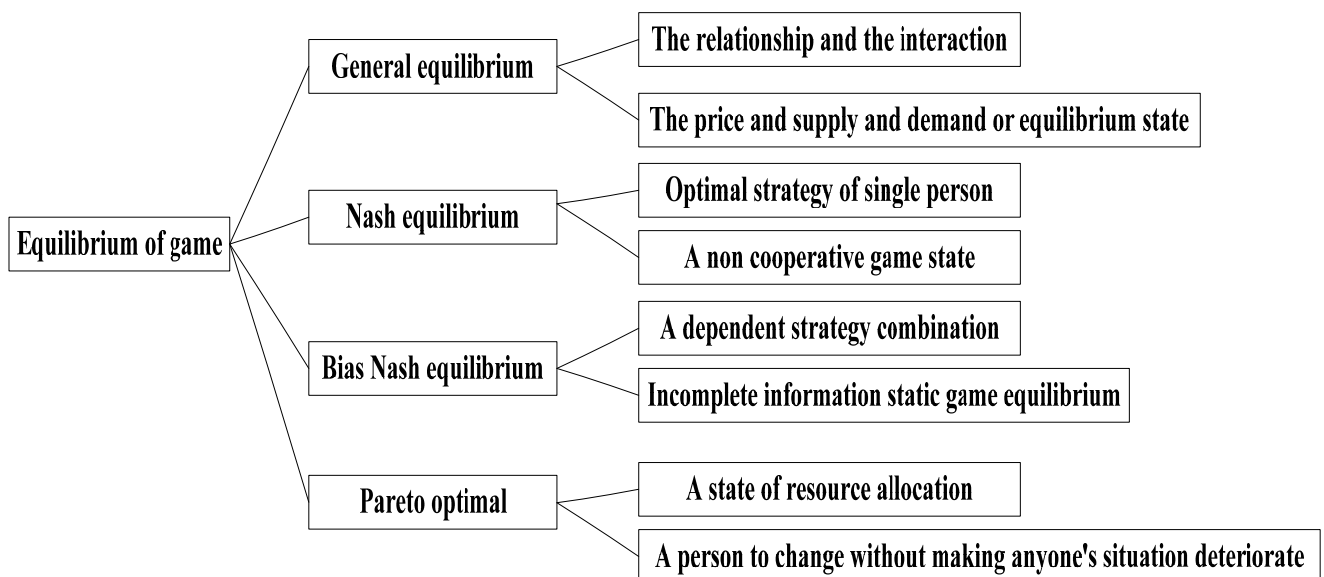 Equilibrium of game
General equilibrium
The relationship and the interaction
The price and supply and demand or equilibrium state
Nash equilibrium
Optimal strategy of single person
A non cooperative game state
Bias Nash equilibrium
A dependent strategy combination
Incomplete information static game equilibrium
Pareto optimal
A state of resource allocation
A person to change without making anyone's situation deteriorate